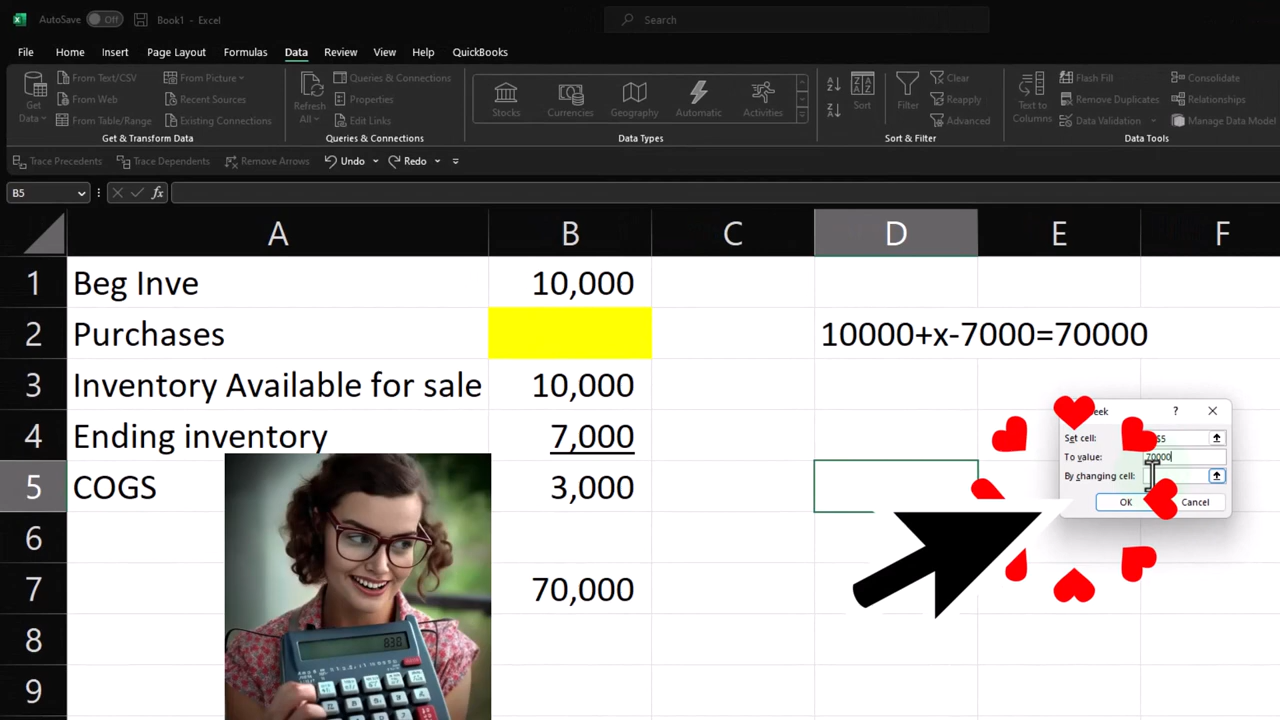 AutoSave Off Book1 - Excel Search
File Home Insert Page Layout Formulas Data Review View Help QuickBooks
Get Data
From Text/CSV
From Web
From Table/Range
From Picture
Recent Sources
Existing Connections
Get & Transform Data
Refresh All
Queries & Connections
Properties
Edit Links
Queries & Connections
Stocks Currencies Geography Automatic Activities
Data Types
Sort
Filter
Clear
Reapply
Advanced
Sort & Filter
Text to Columns
Flash Fill
Remove Duplicates
Data Validation
Consolidate
Relationships
Manage Data Model
Data Tools
Trace Precedents Trace Dependents Remove Arrows Undo Redo
B5 fx
A B C D E F
1 Beg Inve 10,000
2 Purchases 10000+x-7000=70000
3 Inventory Available for sale 10,000
4 Ending inventory 7,000
5 COGS 3,000
6
7 70,000
8
9
?
Set cell:
To value: 70000
By changing cell:
OK Cancel
838